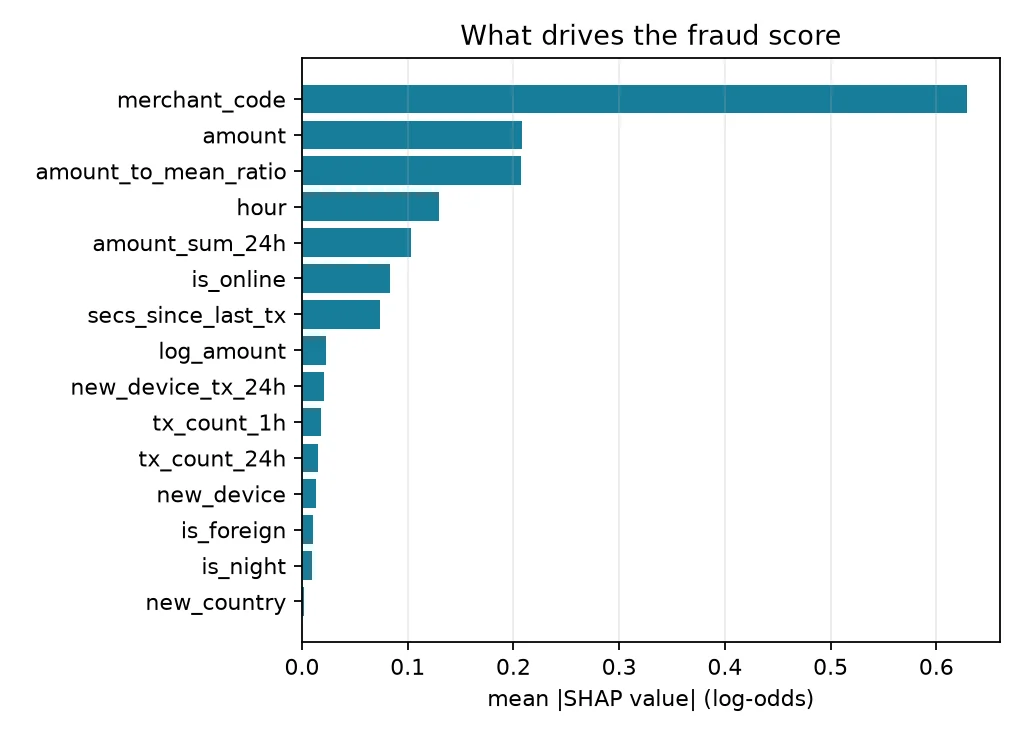 What drives the fraud score
merchant_code
amount
amount_to_mean_ratio
hour
amount_sum_24h
is_online
secs_since_last_tx
log_amount
new_device_tx_24h
tx_count_1h
tx_count_24h
new_device
is_foreign
is_night
new_country
0.0 0.1 0.2 0.3 0.4 0.5 0.6
mean |SHAP value| (log-odds)